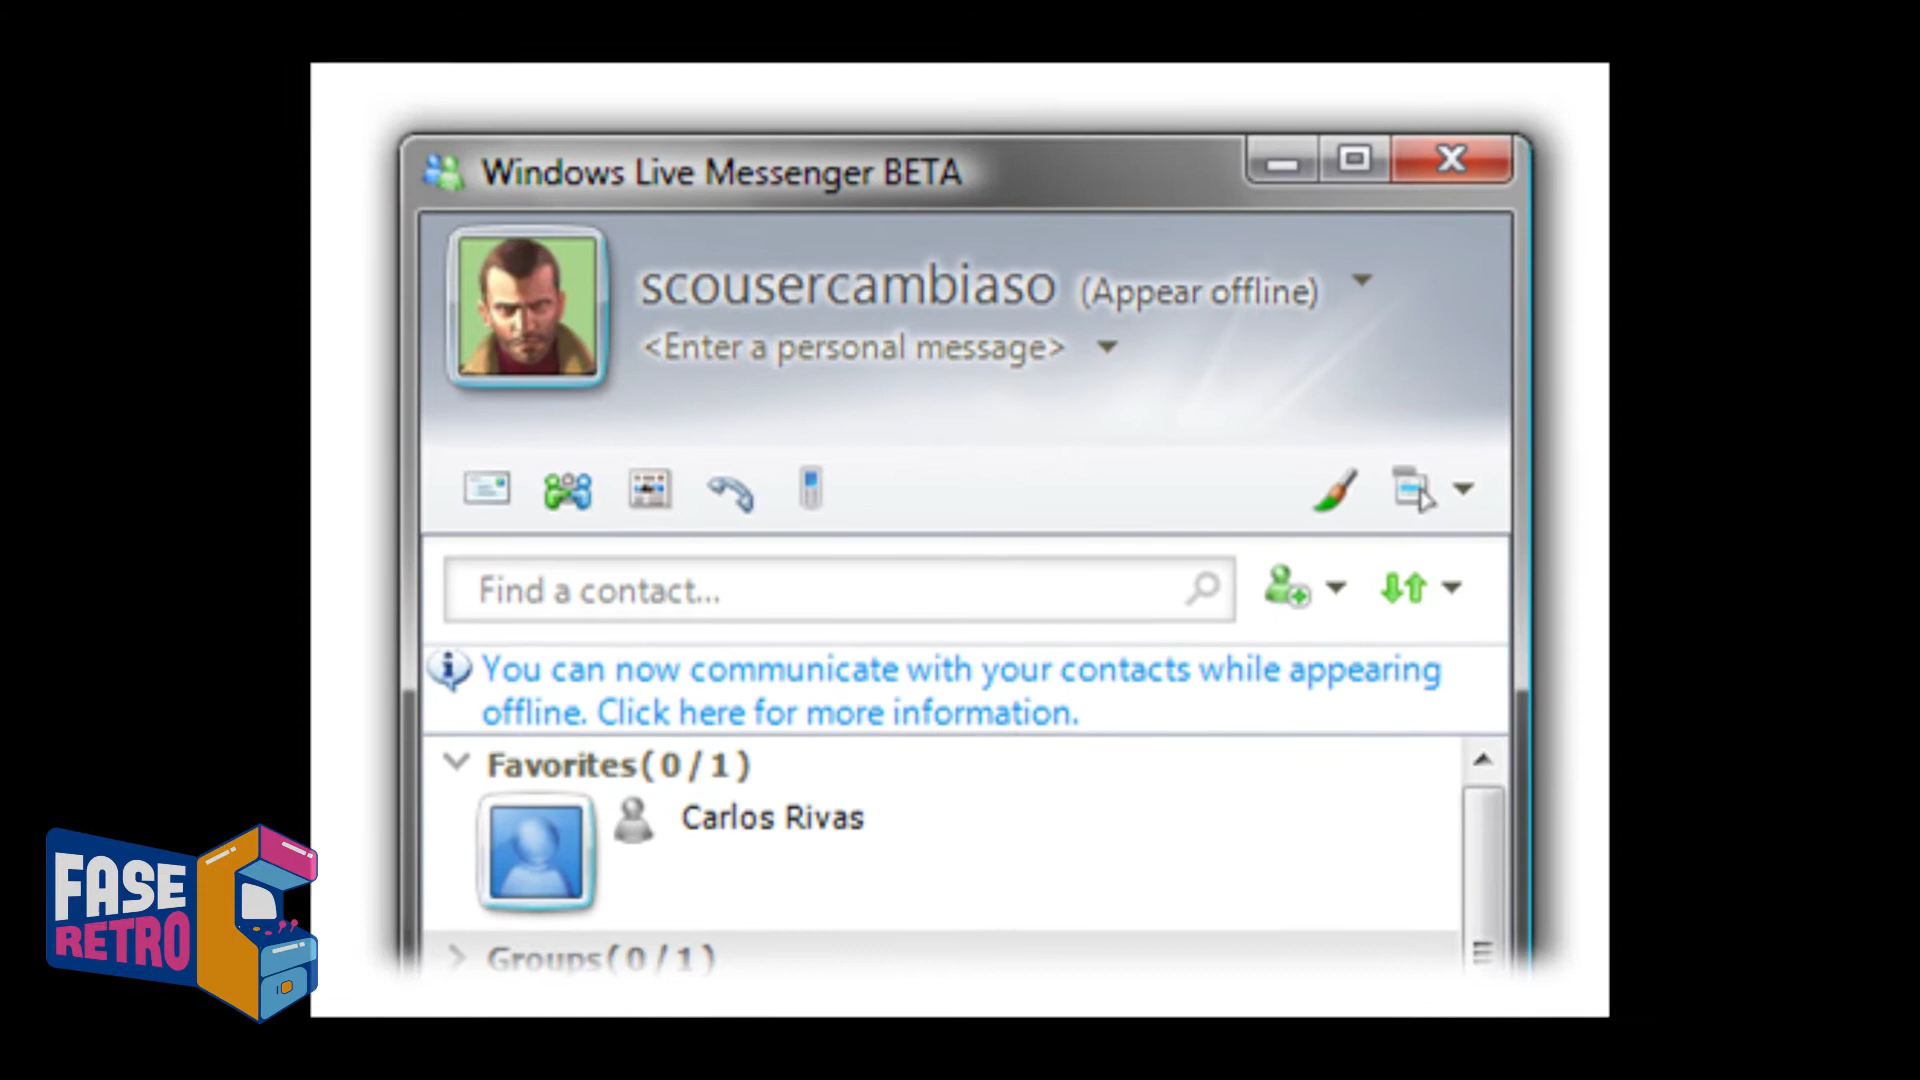 Windows Live Messenger BETA
scousercambiaso (Appear offline)
<Enter a personal message>
Find a contact...
You can now communicate with your contacts while appearing
offline. Click here for more information.
Favorites ( 0 / 1 )
Carlos Rivas
Groups ( 0 / 1 )
FASE
RETRO